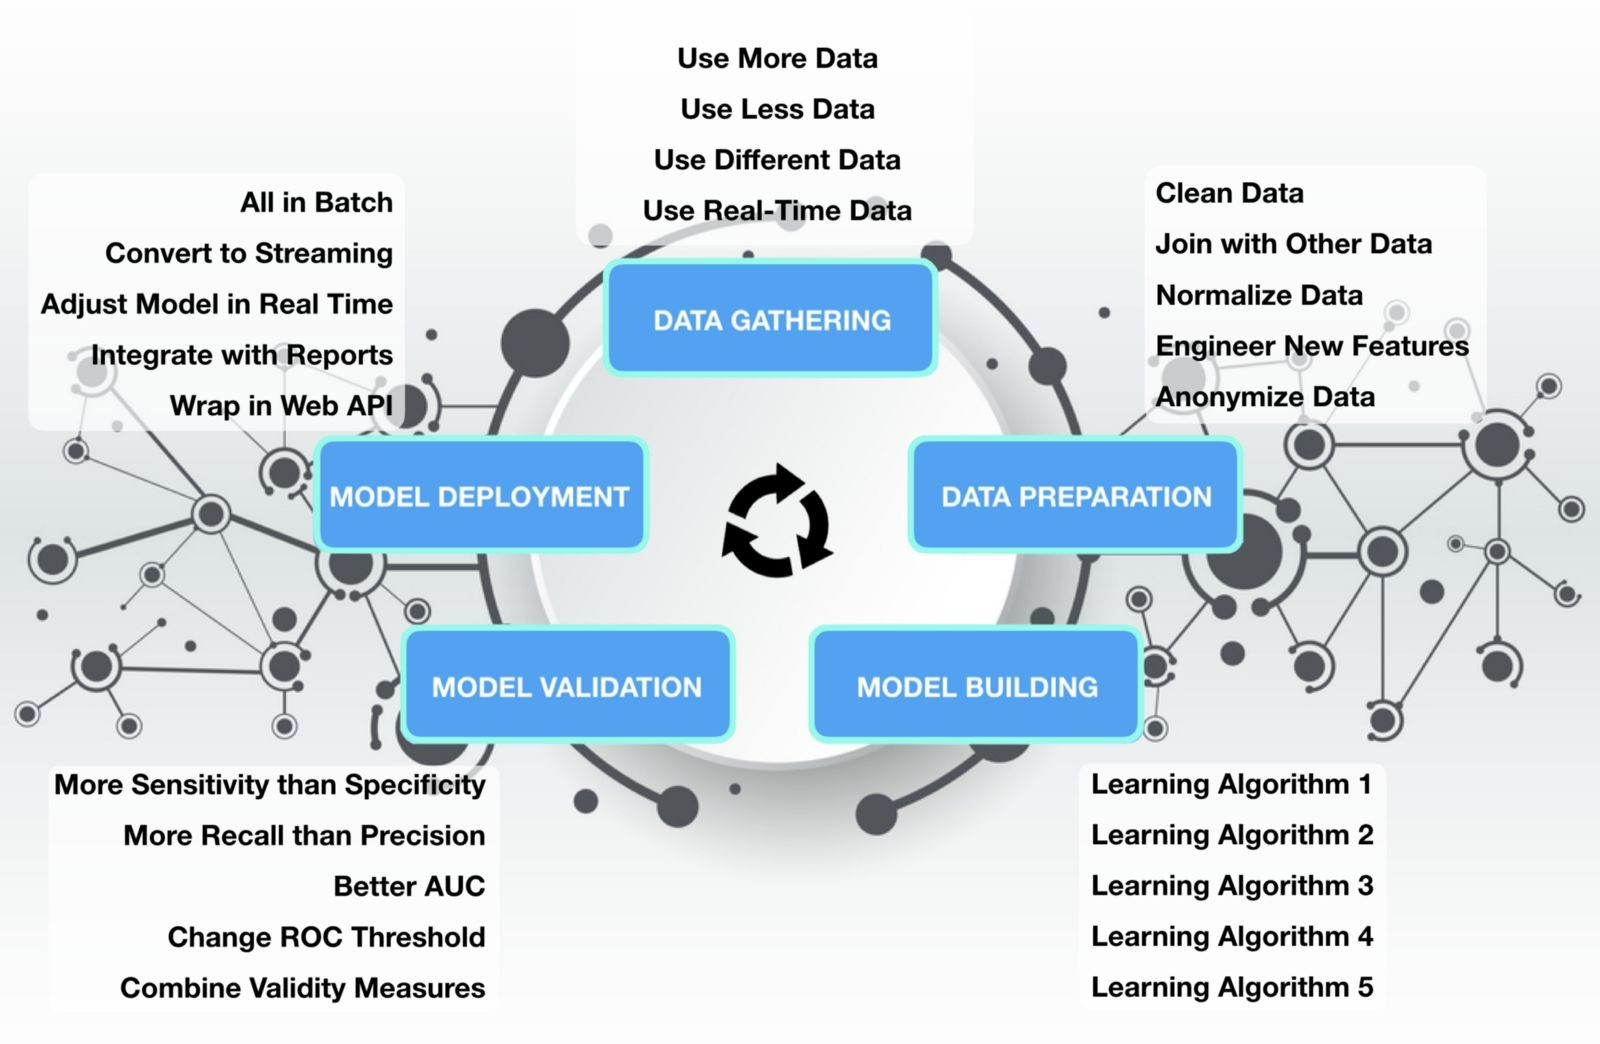 Use More Data
Use Less Data
Use Different Data
Use Real-Time Data
DATA GATHERING
Clean Data
Join with Other Data
Normalize Data
Engineer New Features
Anonymize Data
DATA PREPARATION
MODEL BUILDING
Learning Algorithm 1
Learning Algorithm 2
Learning Algorithm 3
Learning Algorithm 4
Learning Algorithm 5
MODEL VALIDATION
More Sensitivity than Specificity
More Recall than Precision
Better AUC
Change ROC Threshold
Combine Validity Measures
All in Batch
Convert to Streaming
Adjust Model in Real Time
Integrate with Reports
Wrap in Web API
MODEL DEPLOYMENT